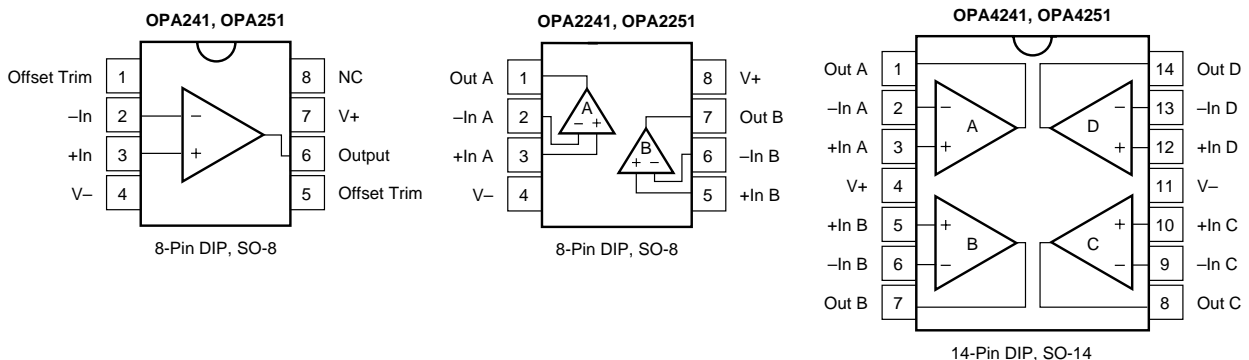 OPA241, OPA251
Offset Trim 1 8 NC
–In 2 − 7 V+
+In 3 + 6 Output
V– 4 5 Offset Trim
8-Pin DIP, SO-8
OPA2241, OPA2251
Out A 1 8 V+
–In A 2 A − + 7 Out B
+In A 3 B + − 6 –In B
V– 4 5 +In B
8-Pin DIP, SO-8
OPA4241, OPA4251
Out A 1 14 Out D
–In A 2 − − 13 –In D
A D
+In A 3 + + 12 +In D
V+ 4 11 V–
+In B 5 + + 10 +In C
B C
–In B 6 − − 9 –In C
Out B 7 8 Out C
14-Pin DIP, SO-14